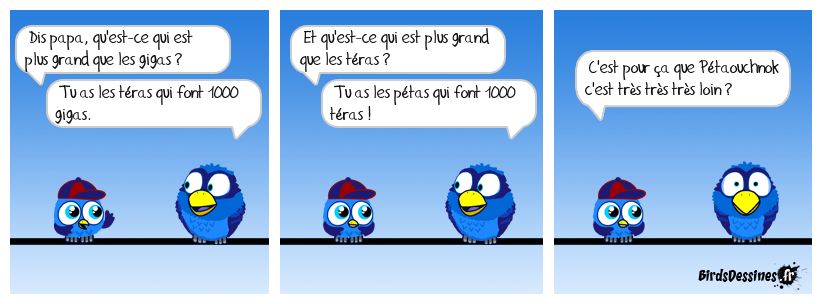 Dis papa, qu'est-ce qui est
plus grand que les gigas ?
Tu as les téras qui font 1000
gigas.
Et qu'est-ce qui est plus grand
que les téras ?
Tu as les pétas qui font 1000
téras !
C'est pour ça que Pétaouchnok
c'est très très très loin ?
BirdsDessines.fr